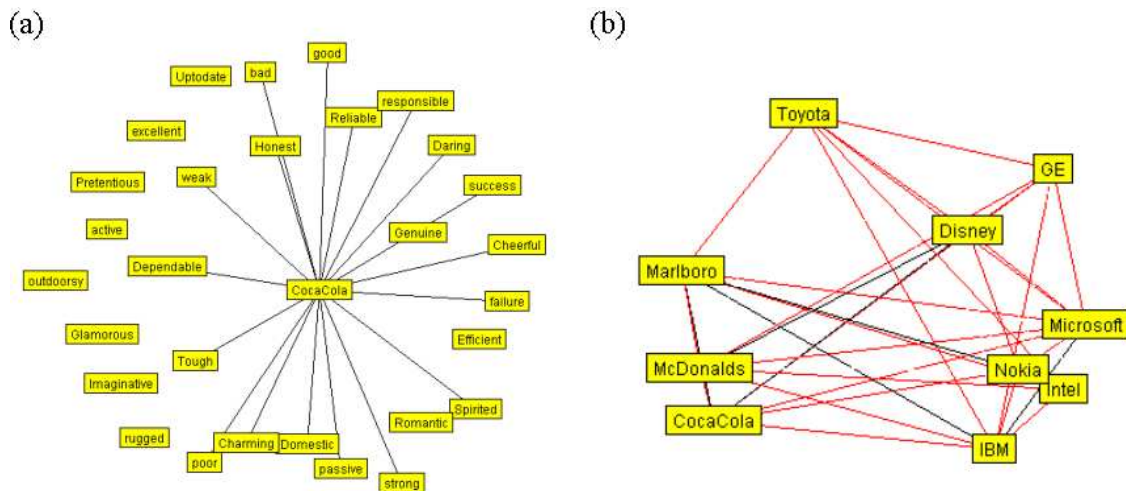 (a)
good
bad
Uptodate
responsible
Reliable
excellent
Honest
Daring
weak
Pretentious
success
active
Genuine
Cheerful
Dependable
outdoorsy
CocaCola
failure
Glamorous
Efficient
Tough
Imaginative
Spirited
Romantic
rugged
Charming
Domestic
poor
passive
strong
(b)
Toyota
GE
Disney
Marlboro
Microsoft
McDonalds
Nokia
Intel
CocaCola
IBM